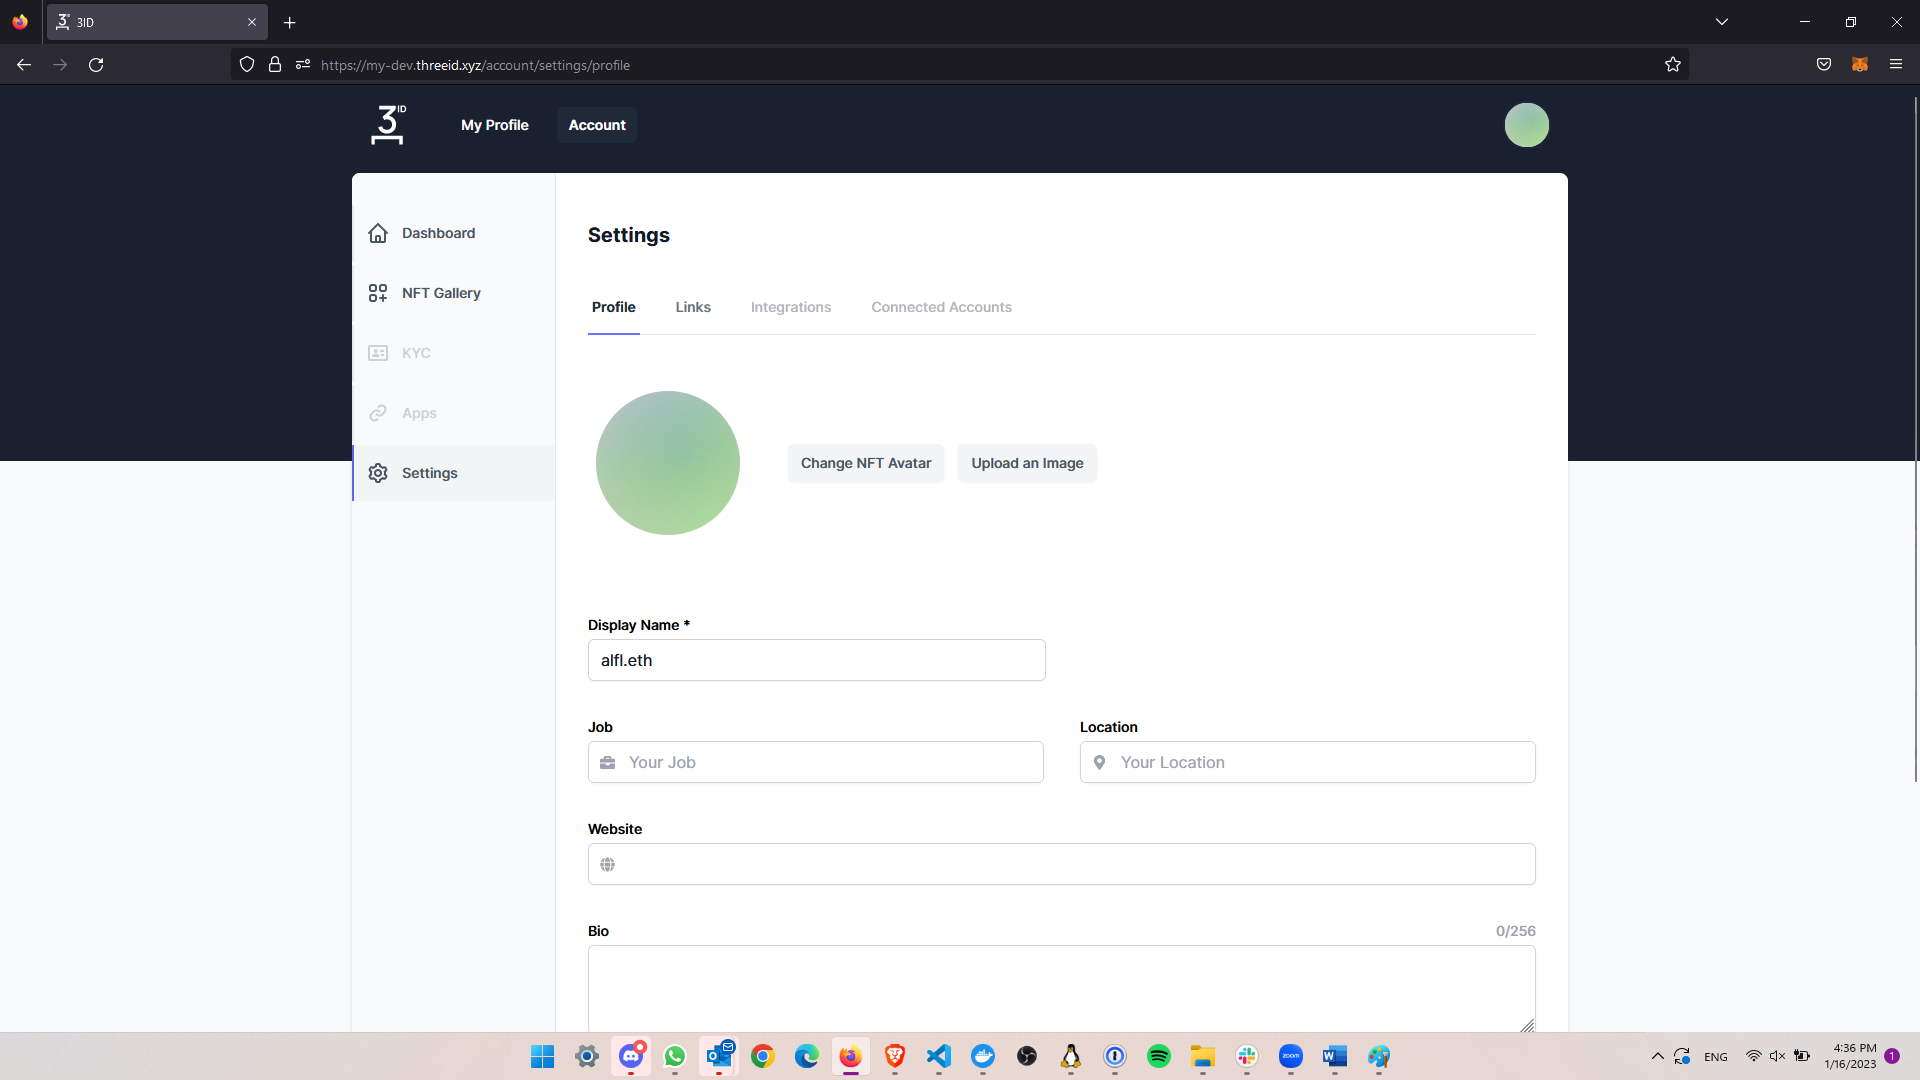 3ID
https://my-dev.threeid.xyz/account/settings/profile
3ID
My Profile
Account
Dashboard
NFT Gallery
KYC
Apps
Settings
Settings
Profile
Links
Integrations
Connected Accounts
Change NFT Avatar
Upload an Image
Display Name *
alfl.eth
Job
Location
Your Job
Your Location
Website
Bio
0/256
ENG
4:36 PM
1/16/2023
1
zoom